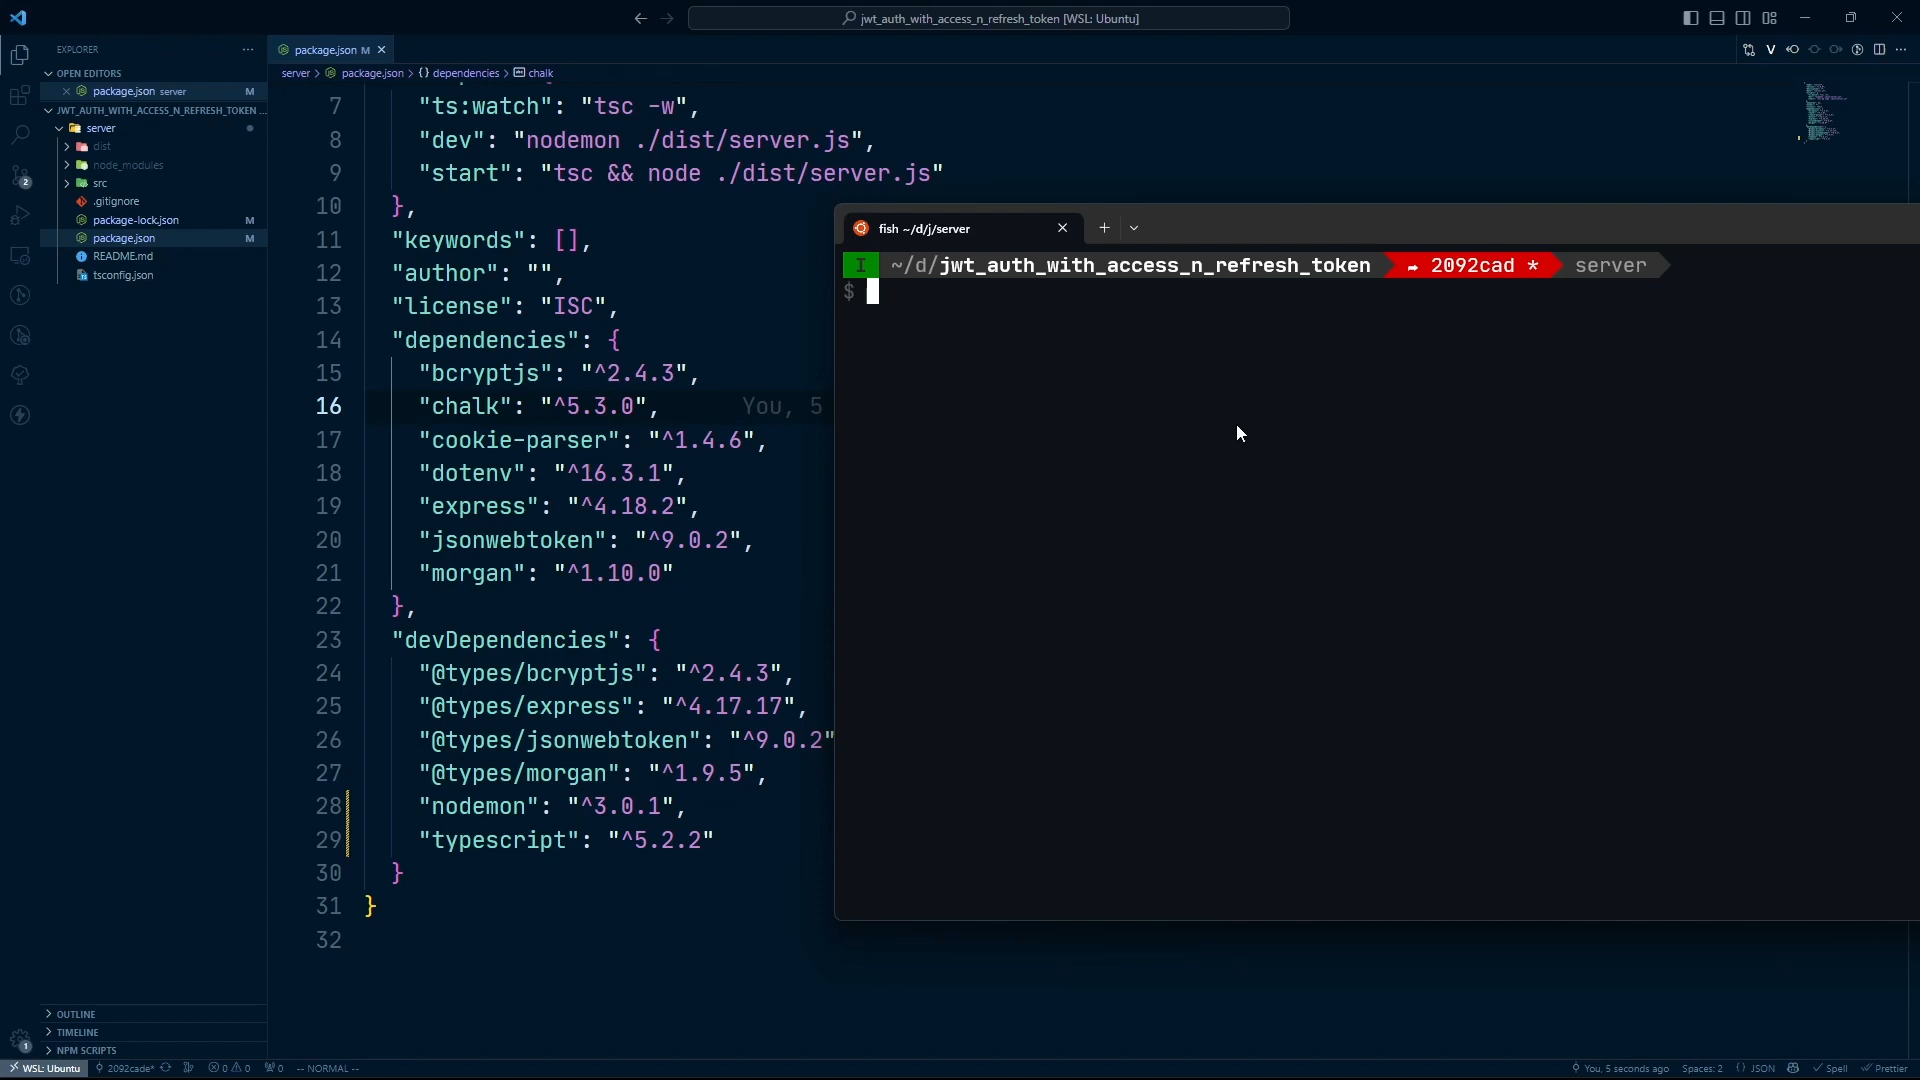 jwt_auth_with_access_n_refresh_token [WSL: Ubuntu]
EXPLORER
OPEN EDITORS
package.json server M
JWT_AUTH_WITH_ACCESS_N_REFRESH_TOKEN ...
server
dist
node_modules
src
.gitignore
package-lock.json M
package.json M
README.md
tsconfig.json
OUTLINE
TIMELINE
NPM SCRIPTS
2
1
package.json M
server > package.json > {} dependencies > chalk
7 "ts:watch": "tsc -w",
8 "dev": "nodemon ./dist/server.js",
9 "start": "tsc && node ./dist/server.js"
10 },
11 "keywords": [],
12 "author": "",
13 "license": "ISC",
14 "dependencies": {
15 "bcryptjs": "^2.4.3",
16 "chalk": "^5.3.0", You, 5
17 "cookie-parser": "^1.4.6",
18 "dotenv": "^16.3.1",
19 "express": "^4.18.2",
20 "jsonwebtoken": "^9.0.2",
21 "morgan": "^1.10.0"
22 },
23 "devDependencies": {
24 "@types/bcryptjs": "^2.4.3",
25 "@types/express": "^4.17.17",
26 "@types/jsonwebtoken": "^9.0.2"
27 "@types/morgan": "^1.9.5",
28 "nodemon": "^3.0.1",
29 "typescript": "^5.2.2"
30 }
31 }
32
fish ~/d/j/server
I ~/d/jwt_auth_with_access_n_refresh_token ➦ 2092cad * server
$
WSL: Ubuntu 2092cade* 0 0 0 -- NORMAL --
You, 5 seconds ago Spaces: 2 {} JSON Spell Prettier